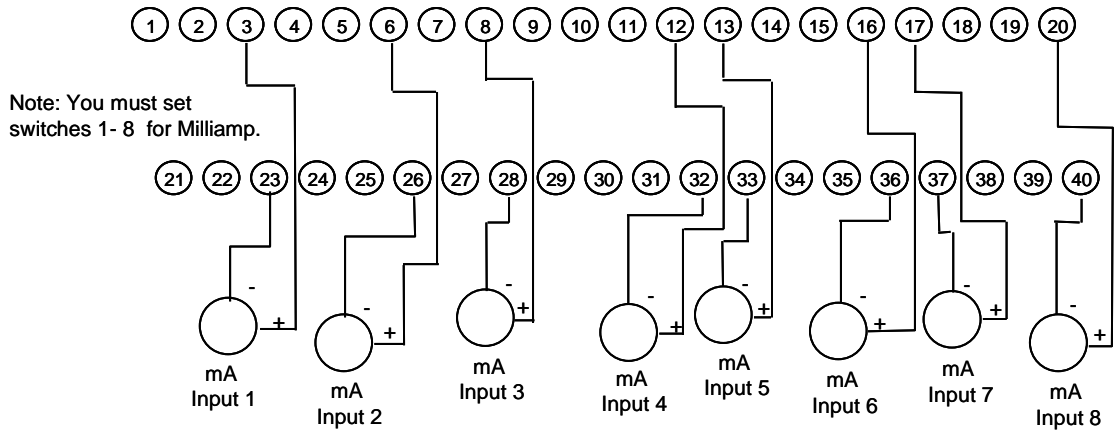 1 2 3 4 5 6 7 8 9 10 11 12 13 14 15 16 17 18 19 20
Note: You must set
switches 1- 8 for Milliamp.
21 22 23 24 25 26 27 28 29 30 31 32 33 34 35 36 37 38 39 40
- + mA
Input 1
- + mA
Input 2
- + mA
Input 3
- + mA
Input 4
- + mA
Input 5
- + mA
Input 6
- + mA
Input 7
- + mA
Input 8